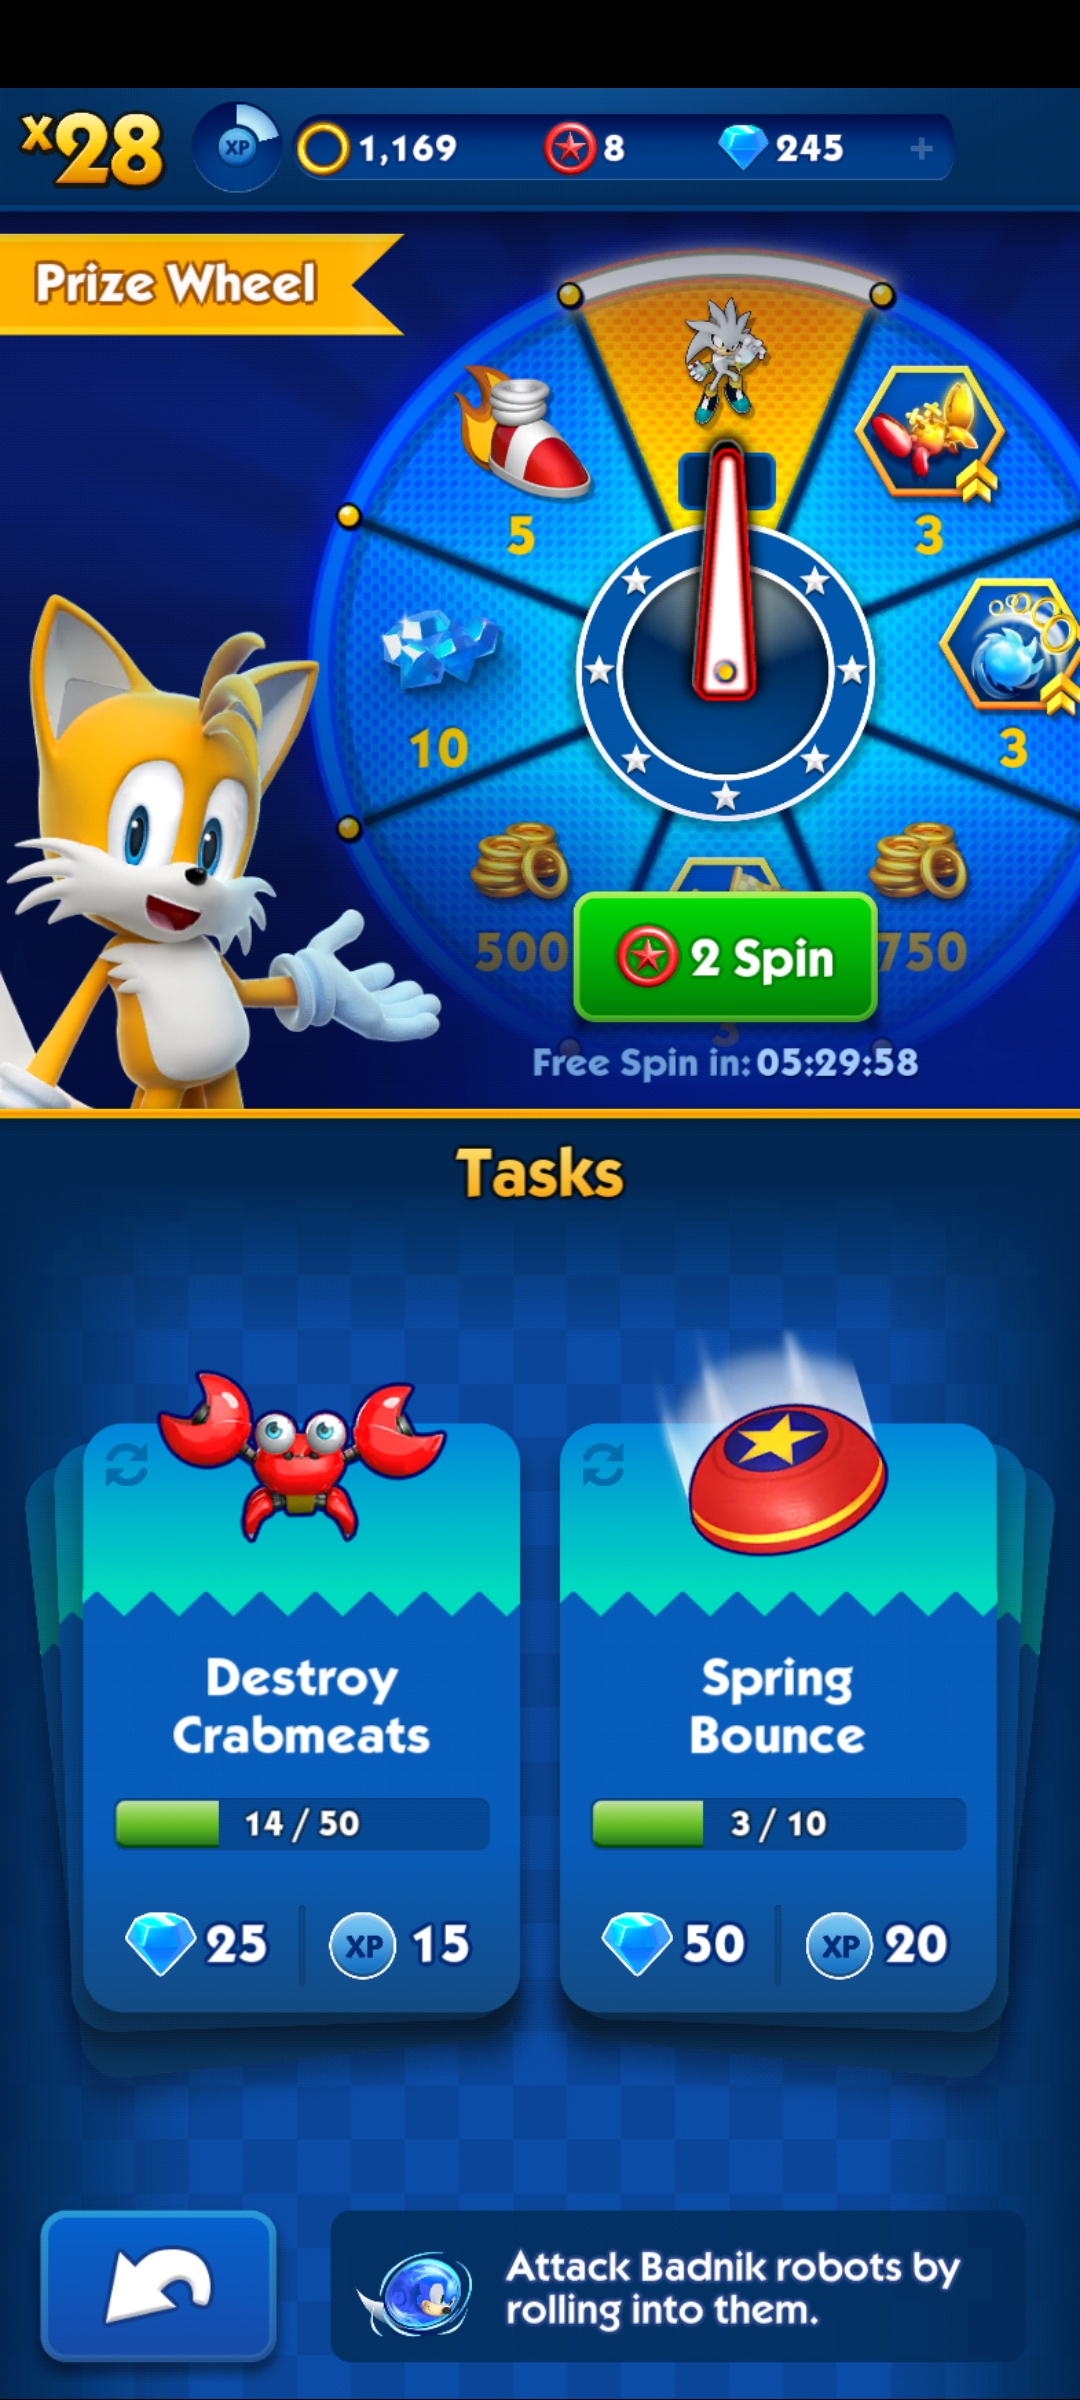 x28
XP
1,169
8
245
+
Prize Wheel
5
3
10
3
500
750
2 Spin
3
Free Spin in: 05:29:58
Tasks
Destroy
Crabmeats
14 / 50
25
XP
15
Spring
Bounce
3 / 10
50
XP
20
Attack Badnik robots by
rolling into them.